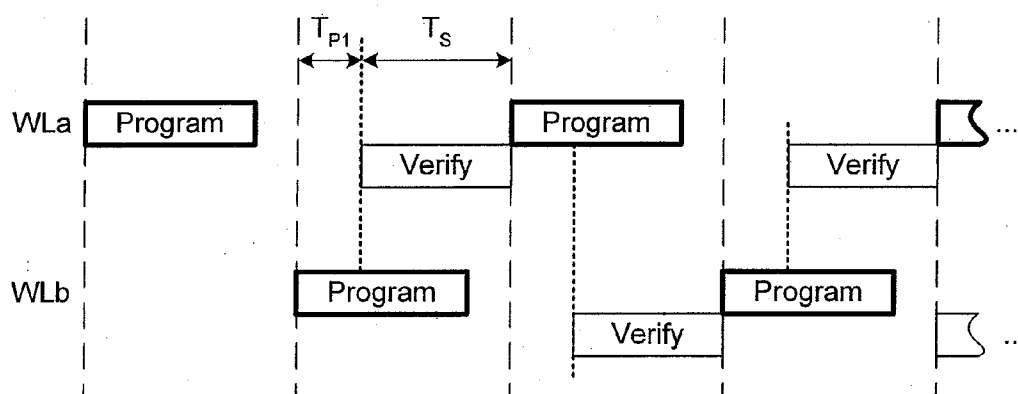 T_P1 T_S
WLa Program Program ...
Verify Verify
WLb Program Program
Verify ...